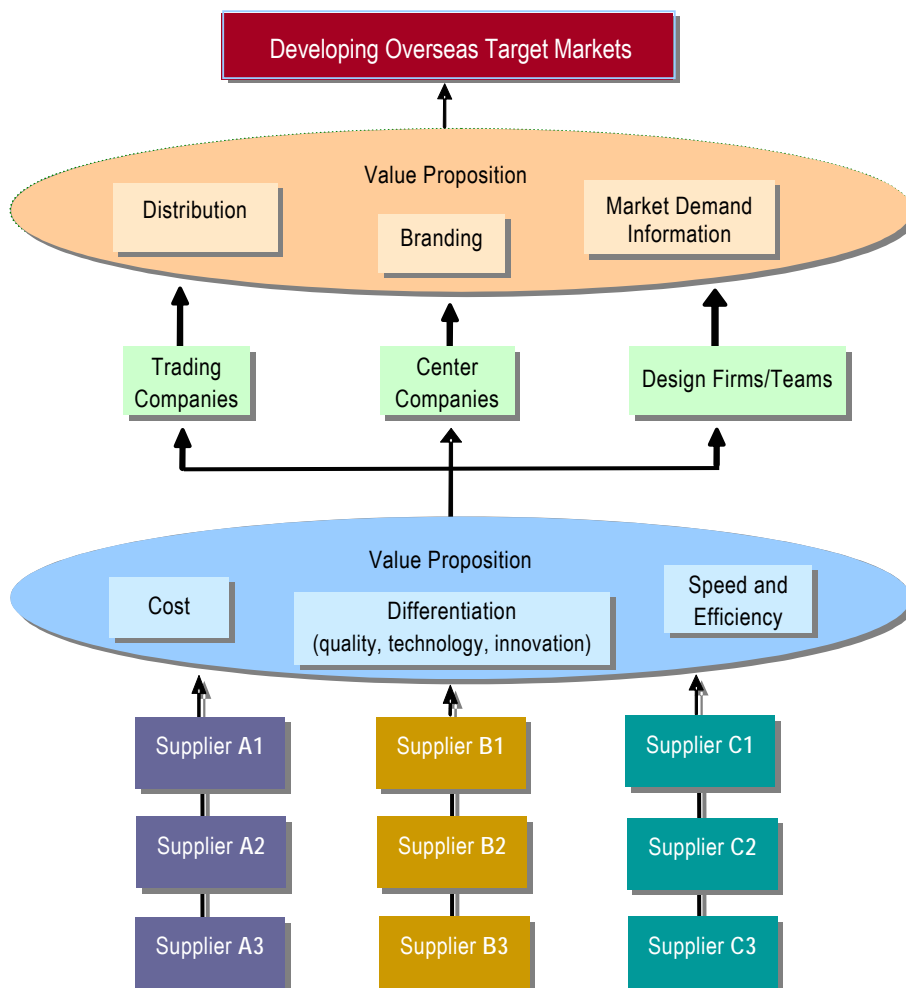 Developing Overseas Target Markets
Value Proposition
Distribution
Branding
Market Demand
Information
Trading
Companies
Center
Companies
Design Firms/Teams
Value Proposition
Cost
Differentiation
(quality, technology, innovation)
Speed and
Efficiency
Supplier A1
Supplier B1
Supplier C1
Supplier A2
Supplier B2
Supplier C2
Supplier A3
Supplier B3
Supplier C3